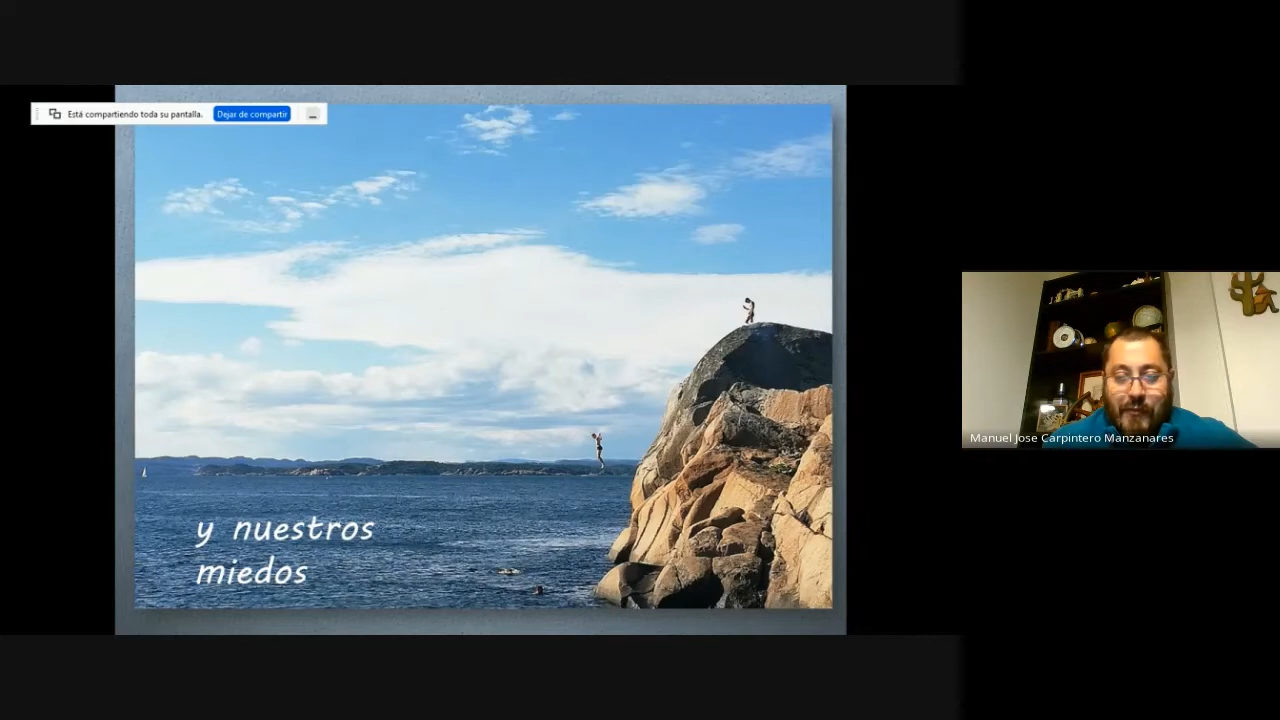 Está compartiendo toda su pantalla. Dejar de compartir
y nuestros
miedos
Manuel Jose Carpintero Manzanares